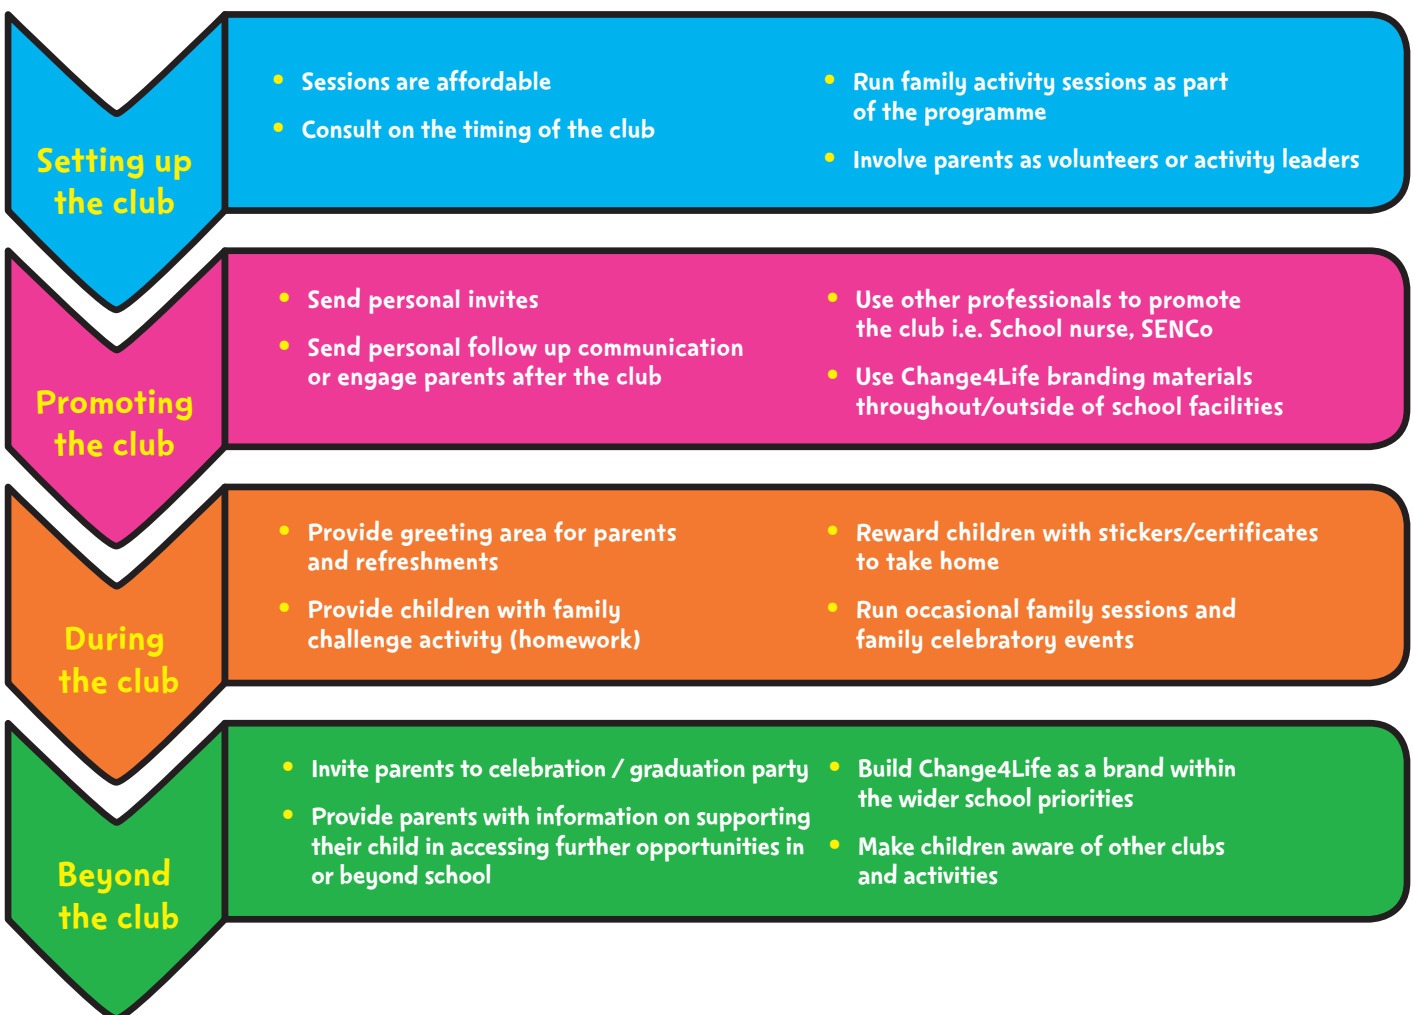 Setting up
the club
Sessions are affordable
Consult on the timing of the club
Run family activity sessions as part
of the programme
Involve parents as volunteers or activity leaders
Promoting
the club
Send personal invites
Send personal follow up communication
or engage parents after the club
Use other professionals to promote
the club i.e. School nurse, SENCo
Use Change4Life branding materials
throughout/outside of school facilities
During
the club
Provide greeting area for parents
and refreshments
Provide children with family
challenge activity (homework)
Reward children with stickers/certificates
to take home
Run occasional family sessions and
family celebratory events
Beyond
the club
Invite parents to celebration / graduation party
Provide parents with information on supporting
their child in accessing further opportunities in
or beyond school
Build Change4Life as a brand within
the wider school priorities
Make children aware of other clubs
and activities